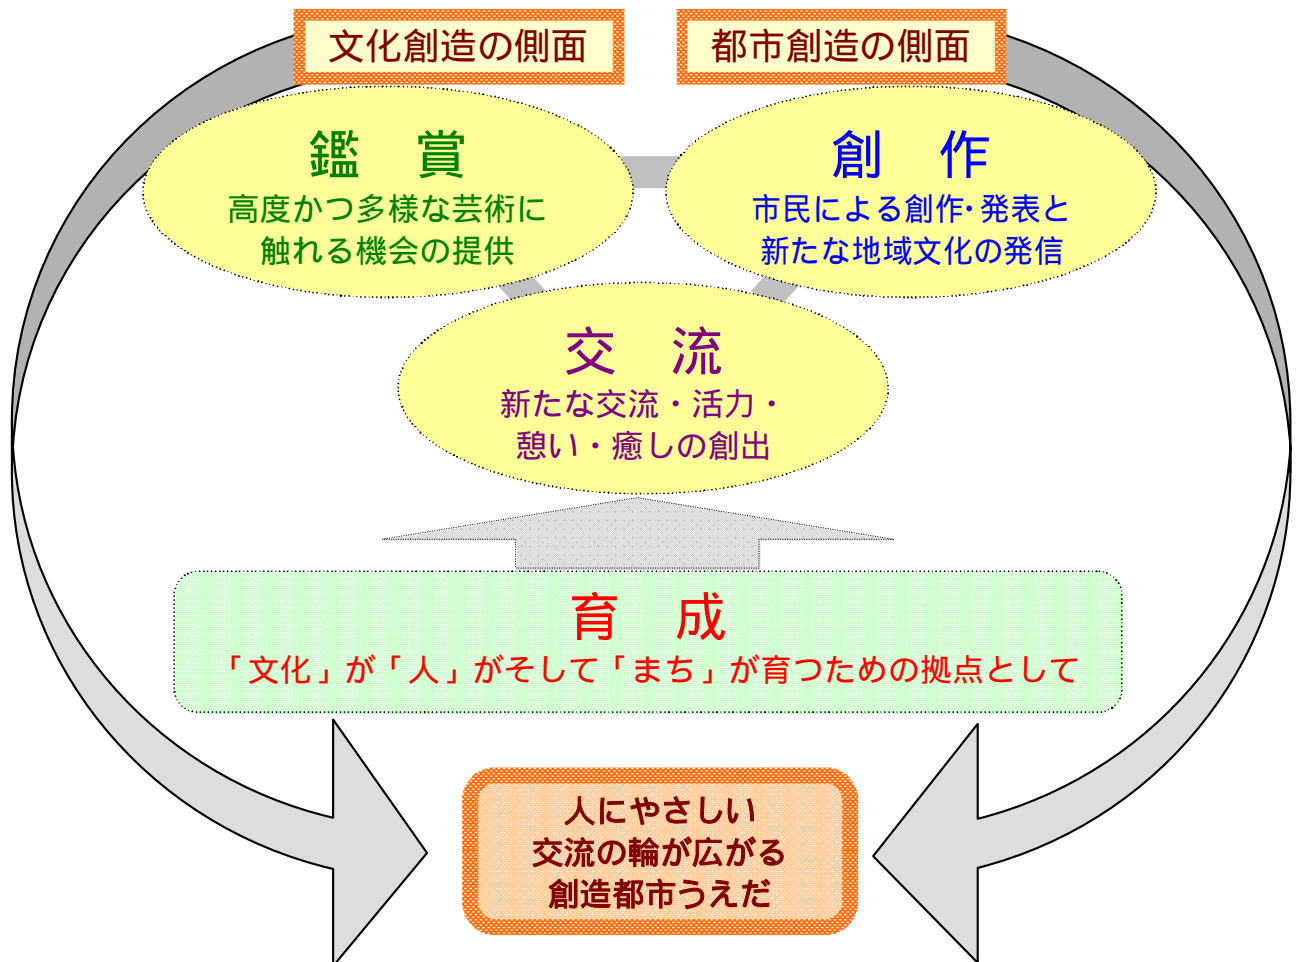 文化創造の側面
都市創造の側面
鑑　賞
高度かつ多様な芸術に
触れる機会の提供
創　作
市民による創作・発表と
新たな地域文化の発信
交　流
新たな交流・活力・
憩い・癒しの創出
育　成
「文化」が「人」がそして「まち」が育つための拠点として
人にやさしい
交流の輪が広がる
創造都市うえだ